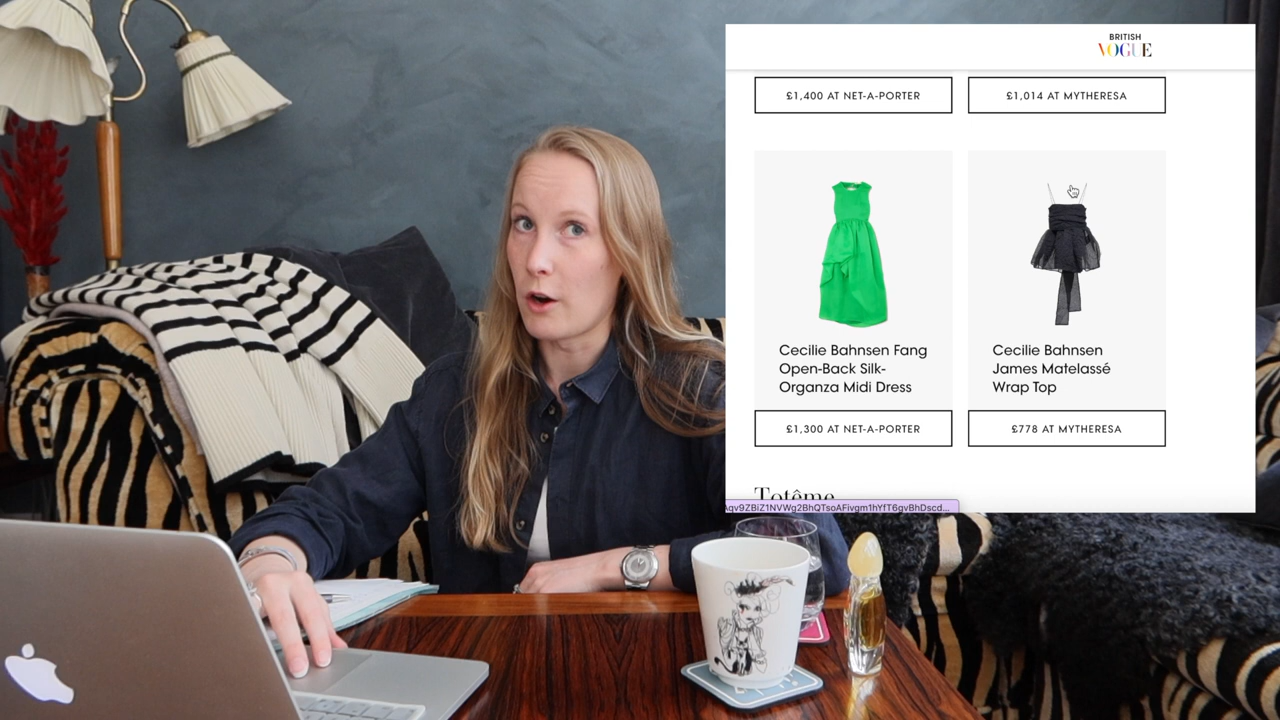 BRITISH
VOGUE
£1,400 AT NET-A-PORTER
£1,014 AT MYTHERESA
Cecilie Bahnsen Fang
Open-Back Silk-
Organza Midi Dress
£1,300 AT NET-A-PORTER
Cecilie Bahnsen
James Matelassé
Wrap Top
£778 AT MYTHERESA
Totême
Aqv9ZBiZ1NVWg2BhQTsoAFivgm1hYfT6gvBhDscd...